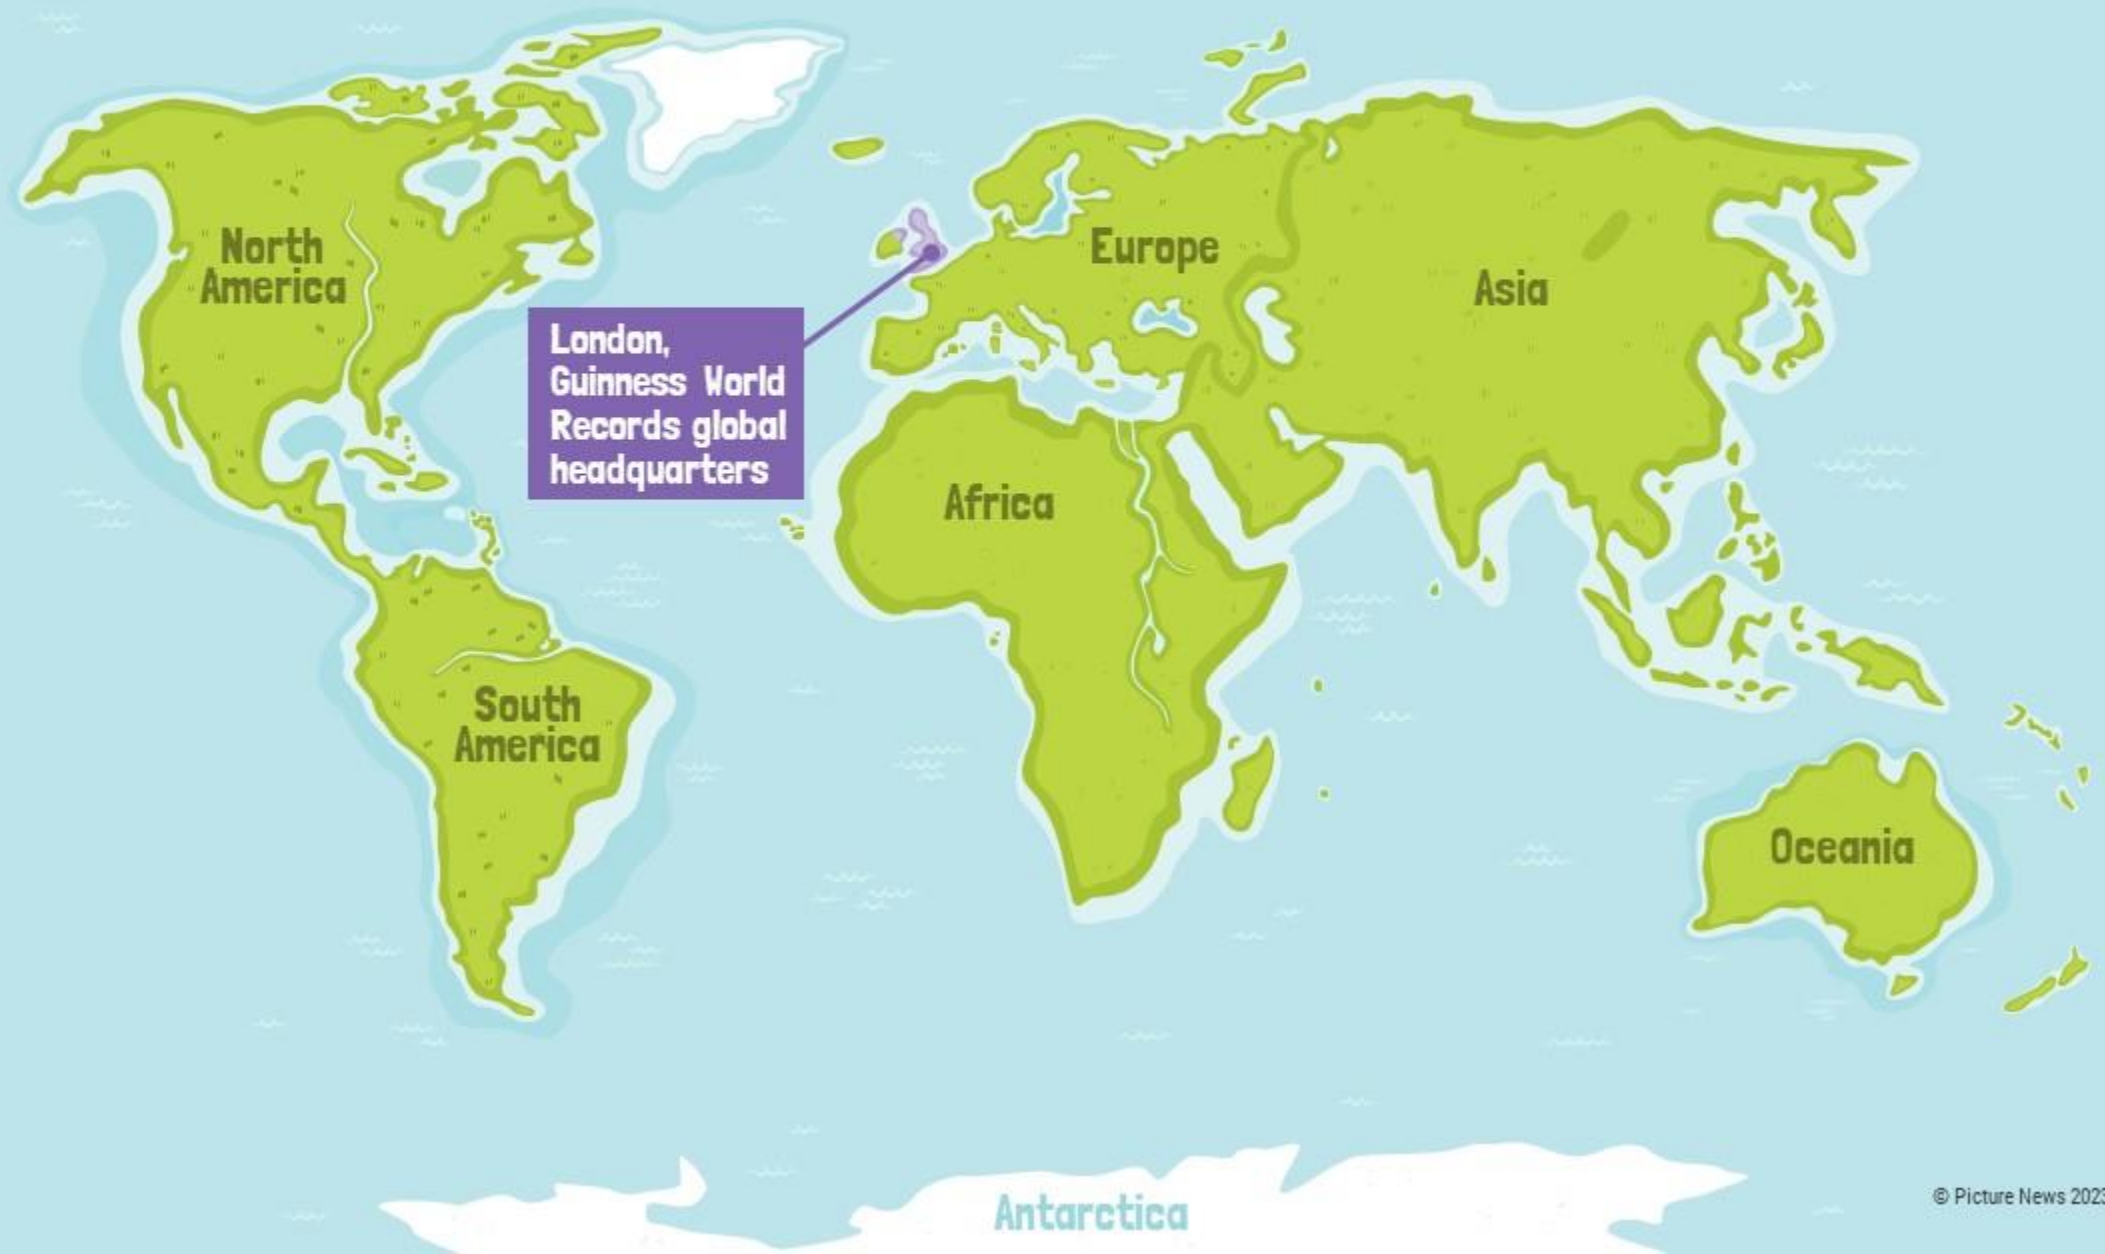 North
America
Europe
Asia
London,
Guinness World
Records global
headquarters
Africa
South
America
Oceania
Antarctica
© Picture News 2023